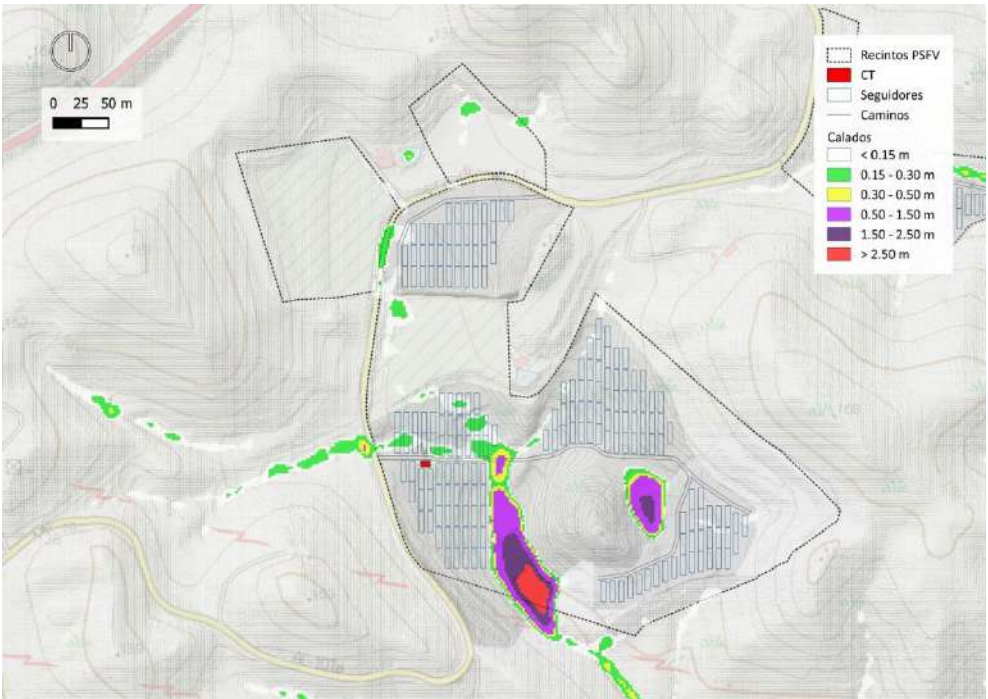 0 25 50 m
Recintos PSFV
CT
Seguidores
Caminos
Calados
< 0.15 m
0.15 - 0.30 m
0.30 - 0.50 m
0.50 - 1.50 m
1.50 - 2.50 m
> 2.50 m
168